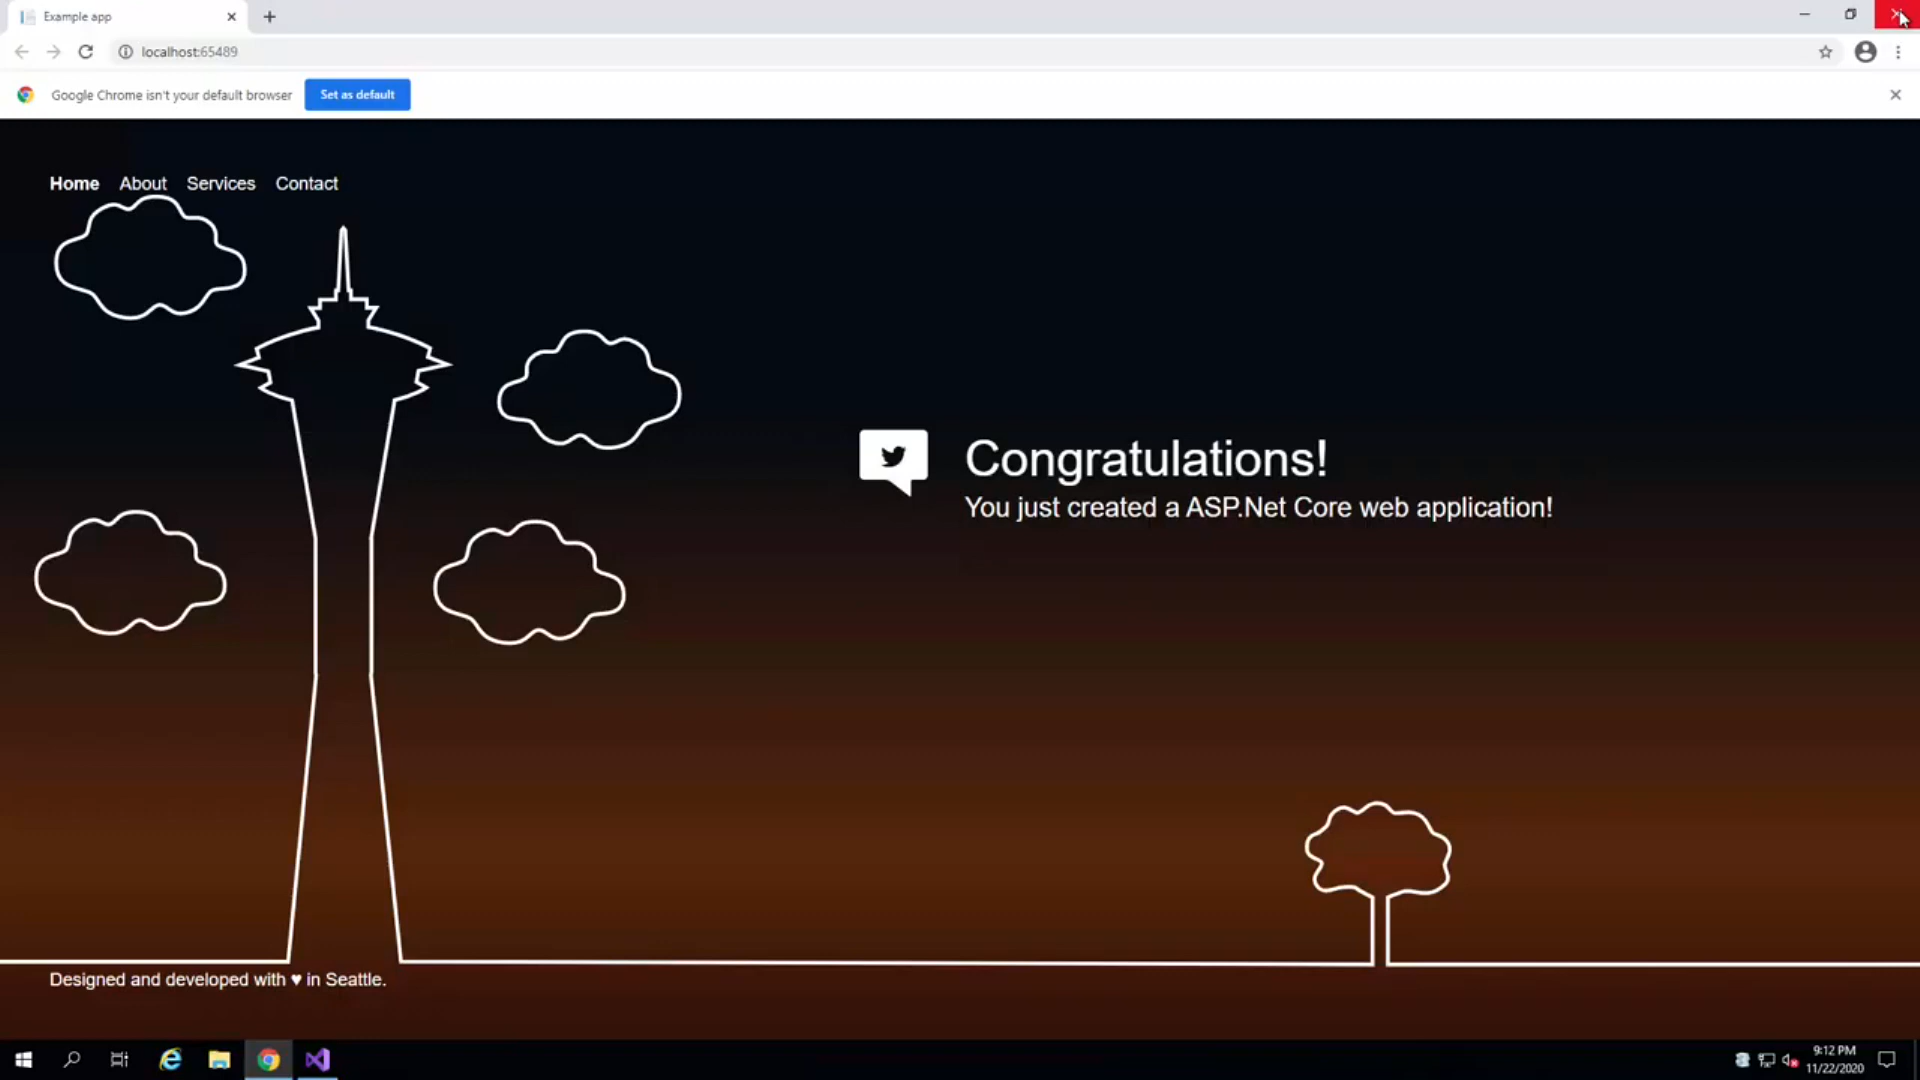 Example app
localhost:65489
Google Chrome isn't your default browser
Set as default
Home About Services Contact
Congratulations!
You just created a ASP.Net Core web application!
Designed and developed with ♥ in Seattle.
9:12 PM
11/22/2020